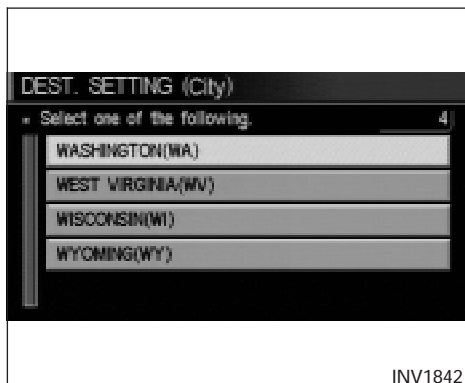 DEST. SETTING (City)
Select one of the following. 4
WASHINGTON(WA)
WEST VIRGINIA(WV)
WISCONSIN(WI)
WYOMING(WY)
INV1842